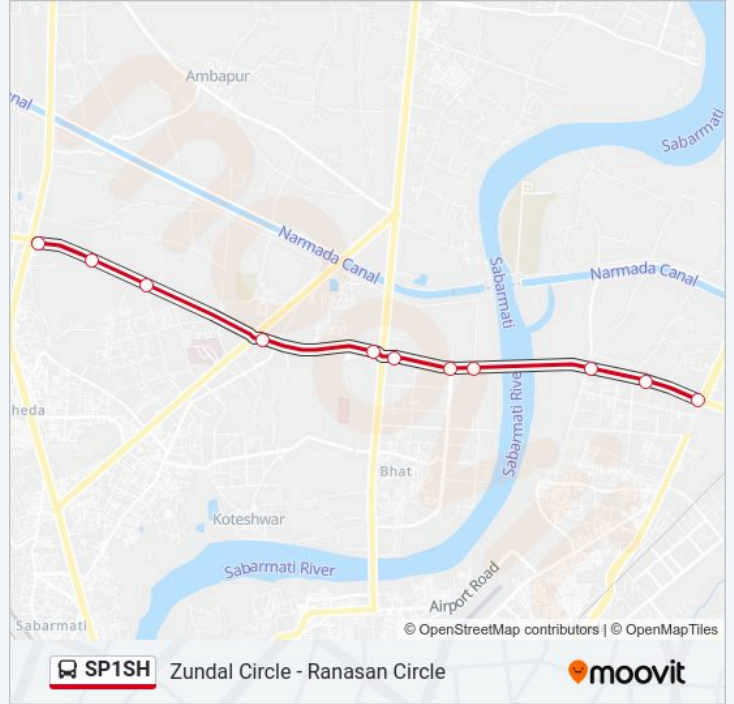 Ambapur
nal
Sabarmati
Narmada Canal
Sabarmati
Narmada Canal
Sabarmati River
heda
Bhat
Koteshwar
Sabarmati River
Airport Road
Sabarmati
© OpenStreetMap contributors | © OpenMapTiles
SP1SH Zundal Circle - Ranasan Circle moovit